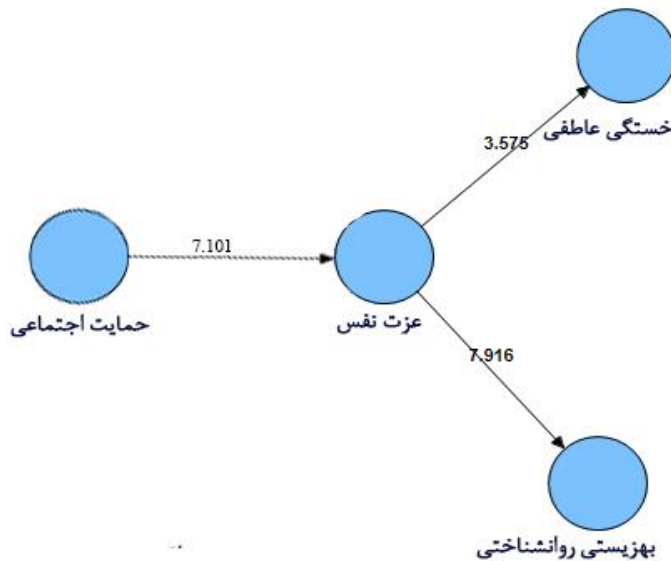 خستگی عاطفی
3.575
7.101
حمایت اجتماعی
عزت نفس
7.916
بهزیستی روانشناختی